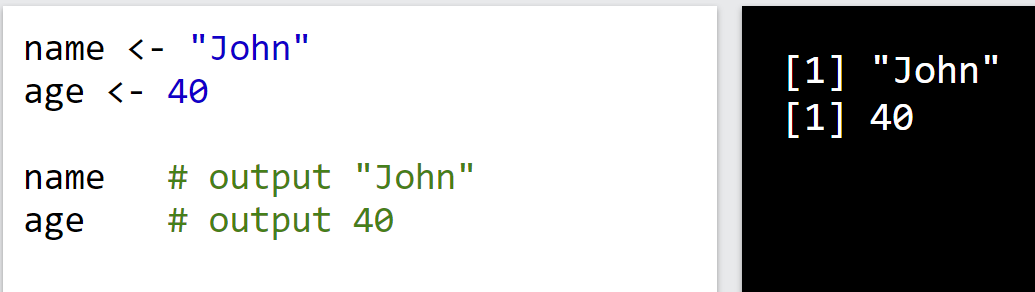 name <- "John"
age <- 40
name   # output "John"
age    # output 40
[1] "John"
[1] 40